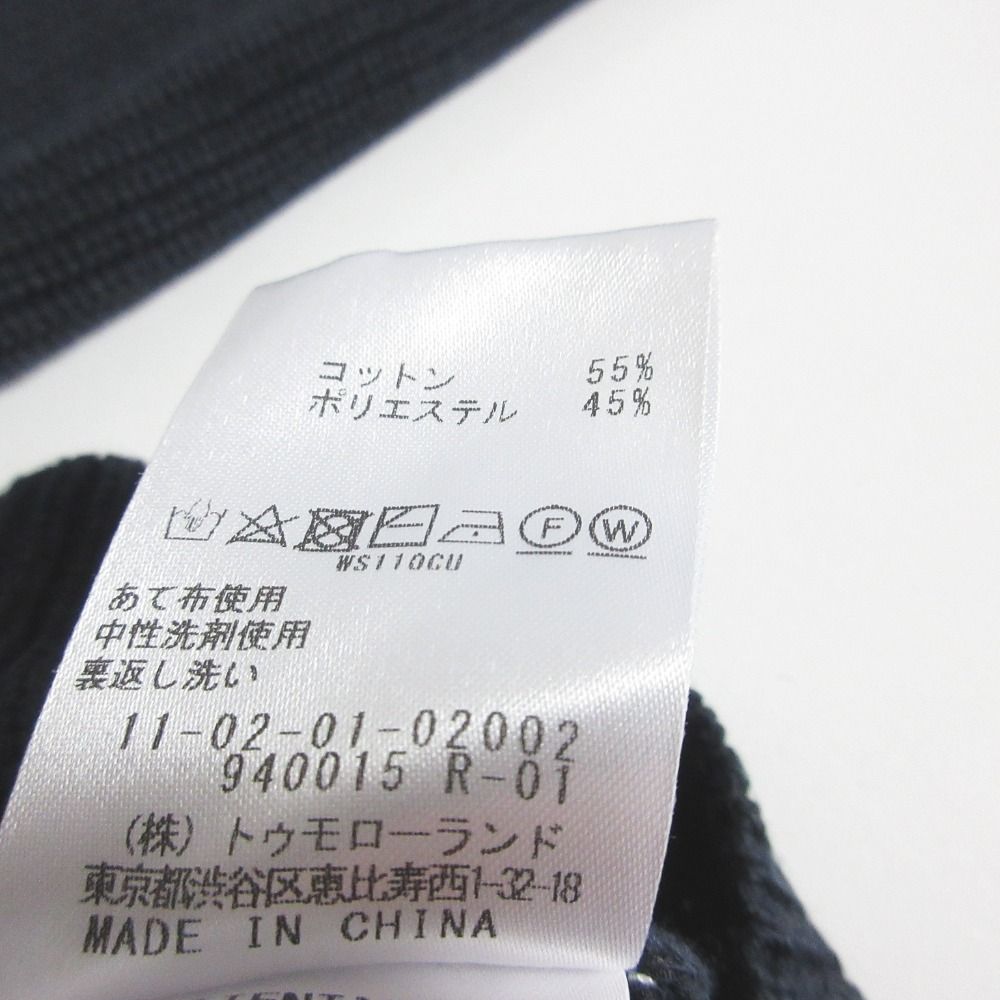 コットン 55%
ポリエステル 45%
F W
WS110CU
あて布使用
中性洗剤使用
裏返し洗い
11-02-01-02002
940015 R-01
(株) トゥモローランド
東京都渋谷区恵比寿西1-32-18
MADE IN CHINA